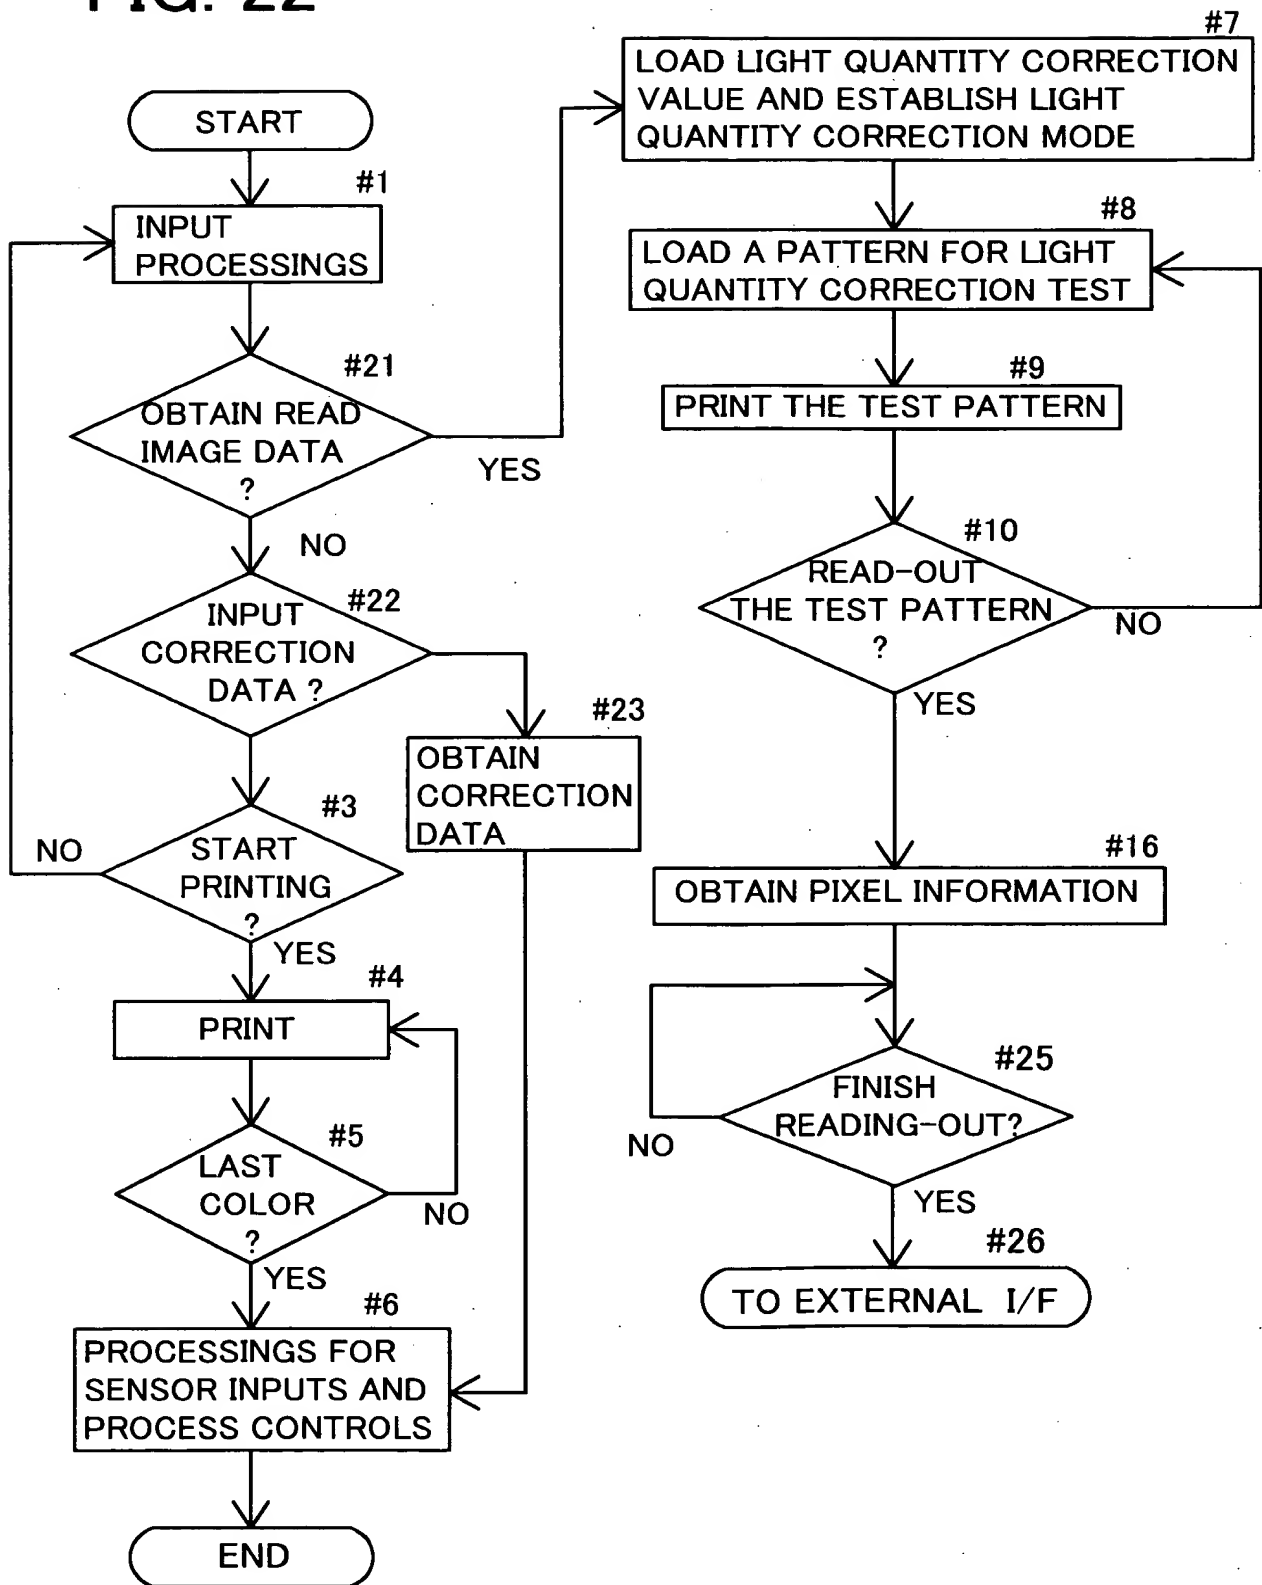 FIG. 22
START
#1
INPUT
PROCESSINGS
#21
OBTAIN READ
IMAGE DATA
?
YES
NO
#22
INPUT
CORRECTION
DATA ?
#23
OBTAIN
CORRECTION
DATA
#3
START
PRINTING
?
NO
YES
#4
PRINT
#5
LAST
COLOR
?
NO
YES
#6
PROCESSINGS FOR
SENSOR INPUTS AND
PROCESS CONTROLS
END
#7
LOAD LIGHT QUANTITY CORRECTION
VALUE AND ESTABLISH LIGHT
QUANTITY CORRECTION MODE
#8
LOAD A PATTERN FOR LIGHT
QUANTITY CORRECTION TEST
#9
PRINT THE TEST PATTERN
#10
READ-OUT
THE TEST PATTERN
?
NO
YES
#16
OBTAIN PIXEL INFORMATION
#25
FINISH
READING-OUT?
NO
YES
#26
TO EXTERNAL I/F